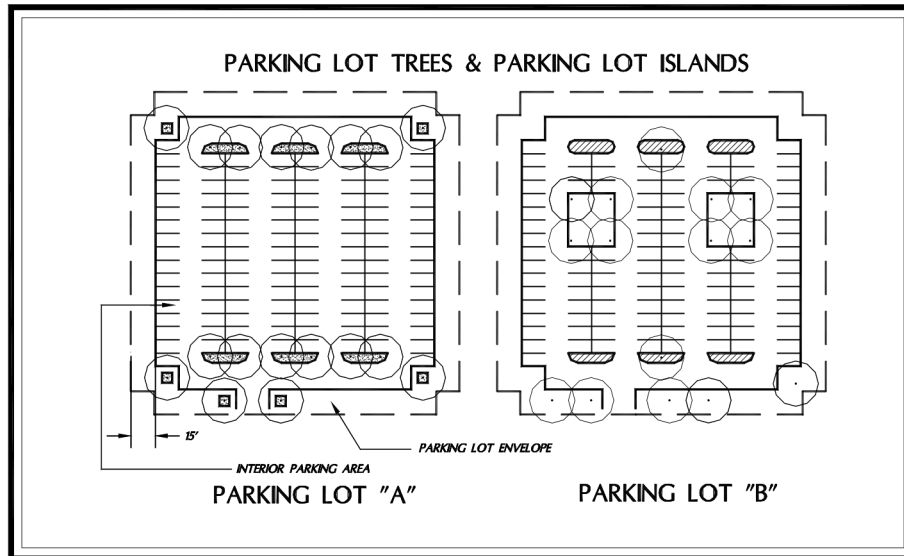 PARKING LOT TREES & PARKING LOT ISLANDS
15'
PARKING LOT ENVELOPE
INTERIOR PARKING AREA
PARKING LOT "A"
PARKING LOT "B"